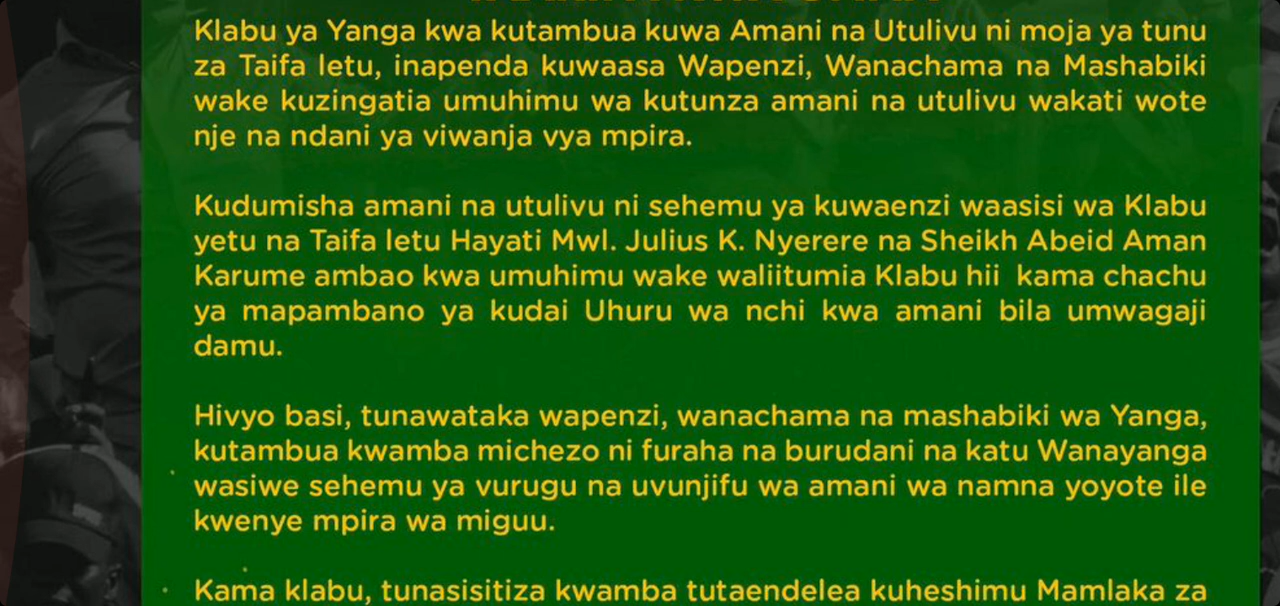 Klabu ya Yanga kwa kutambua kuwa Amani na Utulivu ni moja ya tunu
za Taifa letu, inapenda kuwaasa Wapenzi, Wanachama na Mashabiki
wake kuzingatia umuhimu wa kutunza amani na utulivu wakati wote
nje na ndani ya viwanja vya mpira.
Kudumisha amani na utulivu ni sehemu ya kuwaenzi waasisi wa Klabu
yetu na Taifa letu Hayati Mwl. Julius K. Nyerere na Sheikh Abeid Aman
Karume ambao kwa umuhimu wake waliitumia Klabu hii kama chachu
ya mapambano ya kudai Uhuru wa nchi kwa amani bila umwagaji
damu.
Hivyo basi, tunawataka wapenzi, wanachama na mashabiki wa Yanga,
kutambua kwamba michezo ni furaha na burudani na katu Wanayanga
wasiwe sehemu ya vurugu na uvunjifu wa amani wa namna yoyote ile
kwenye mpira wa miguu.
Kama klabu, tunasisitiza kwamba tutaendelea kuheshimu Mamlaka za